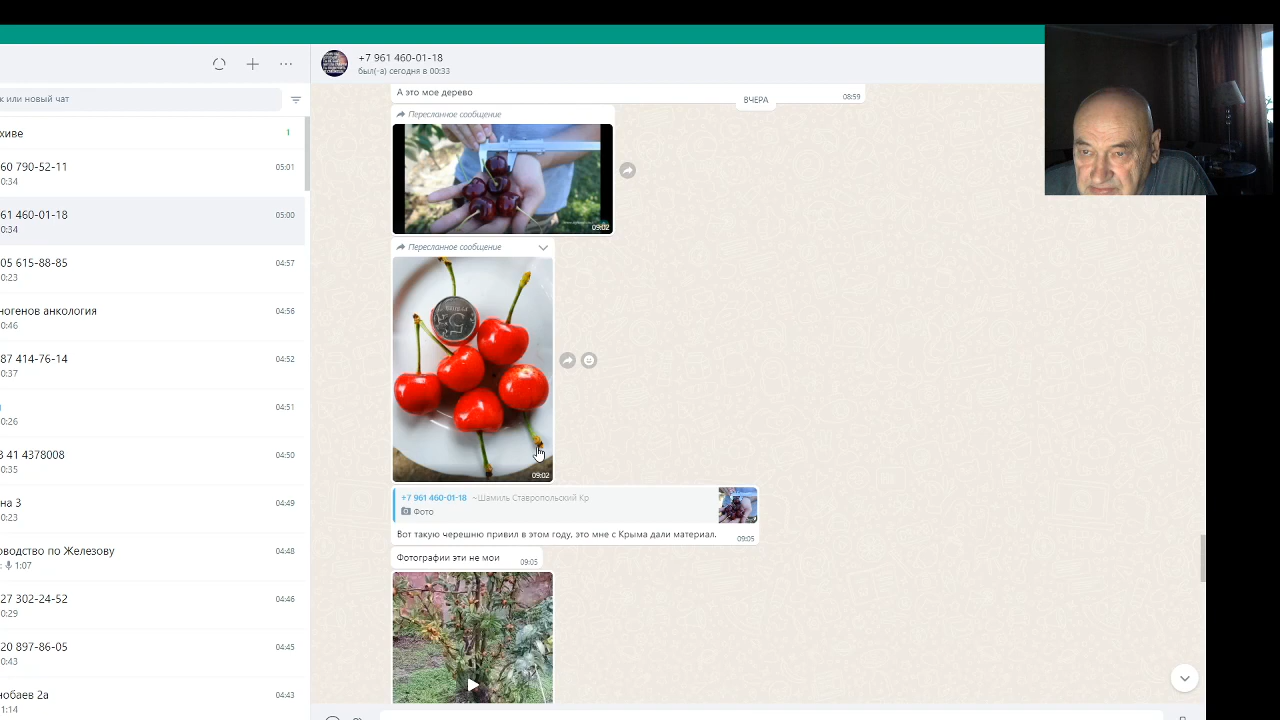 +7 961 460-01-18
был(-а) сегодня в 00:33
к или новый чат
хиве
1
60 790-52-11
05:01
0:34
61 460-01-18
05:00
0:36
05 615-88-85
04:57
0:23
ногенов анкология
04:56
0:46
87 414-76-14
04:52
0:37
04:51
0:26
8 41 4378008
04:50
0:35
на 3
04:49
0:23
оводство по Железову
04:48
1:07
27 302-24-52
04:46
0:29
20 897-86-05
04:45
0:43
нобаев 2а
04:43
1:14
А это мое дерево
08:59
ВЧЕРА
Пересланное сообщение
09:02
Пересланное сообщение
5
09:02
+7 961 460-01-18 ~Шамиль Ставропольский Кр
Фото
Вот такую черешню привил в этом году, это мне с Крыма дали материал.
09:05
Фотографии эти не мои
09:05